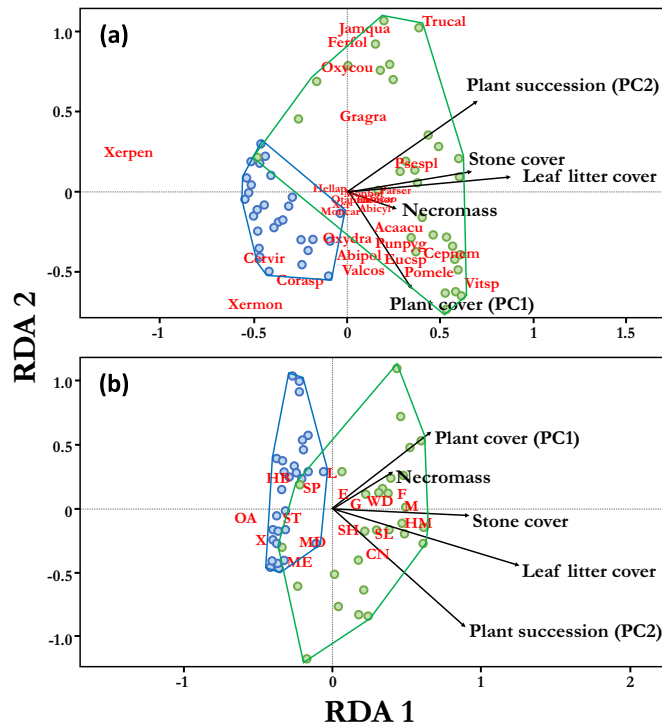 (a)
1.0
0.5
0
-0.5
Jamqua
Trucal
Ferfol
Oxycou
Plant succession (PC2)
Gragra
Xerpen
Psespl
Stone cover
Leaf litter cover
Hellap
Parser
Necromass
Moncar
Abicyl
Acaacu
Oxydra
Punpyg
Cervir
Abipol
Eucsp
Cepnem
Valcos
Pomele
Corasp
Vitsp
Xermon
Plant cover (PC1)
-1
-0.5
0
0.5
1.0
1.5
RDA 2
(b)
1.0
0.5
0
-0.5
-1.0
Plant cover (PC1)
HB
L
Necromass
SP
E
WD
F
G
M
OA
ST
Stone cover
SH
HM
X
MD
SL
CN
ME
Leaf litter cover
Plant succession (PC2)
-1
0
1
2
RDA 1